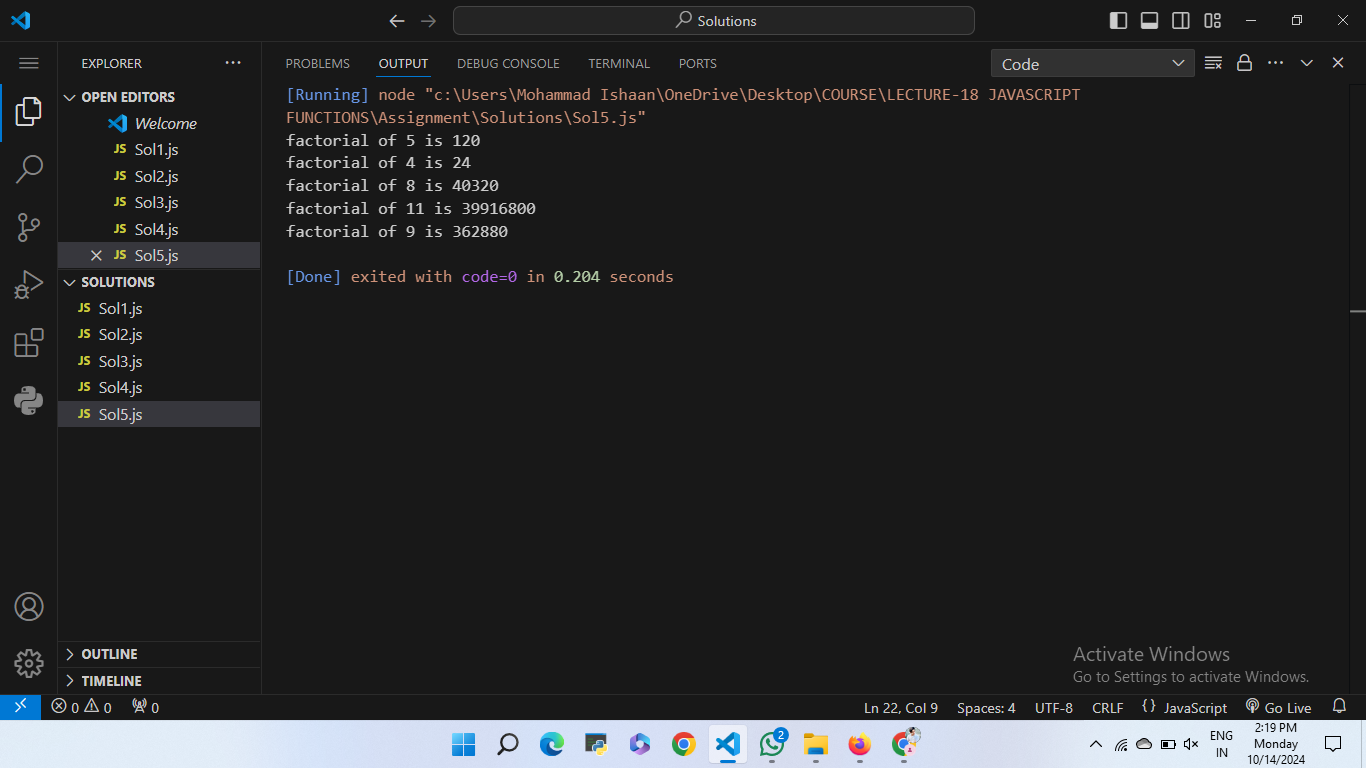 Solutions
EXPLORER
PROBLEMS OUTPUT DEBUG CONSOLE TERMINAL PORTS
Code
OPEN EDITORS
Welcome
JS Sol1.js
JS Sol2.js
JS Sol3.js
JS Sol4.js
JS Sol5.js
SOLUTIONS
JS Sol1.js
JS Sol2.js
JS Sol3.js
JS Sol4.js
JS Sol5.js
OUTLINE
TIMELINE
[Running] node "c:\Users\Mohammad Ishaan\OneDrive\Desktop\COURSE\LECTURE-18 JAVASCRIPT
FUNCTIONS\Assignment\Solutions\Sol5.js"
factorial of 5 is 120
factorial of 4 is 24
factorial of 8 is 40320
factorial of 11 is 39916800
factorial of 9 is 362880
[Done] exited with code=0 in 0.204 seconds
Activate Windows
Go to Settings to activate Windows.
0 0 0
Ln 22, Col 9 Spaces: 4 UTF-8 CRLF {} JavaScript Go Live
2
ENG
IN
2:19 PM
Monday
10/14/2024